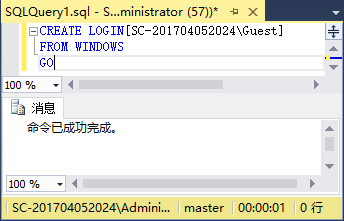 SQLQuery1.sql - S...ministrator (57))*
CREATE LOGIN[SC-201704052024\Guest]
FROM WINDOWS
GO
100 %
消息
命令已成功完成。
100 %
SC-201704052024\Admini... master 00:00:01 0 行